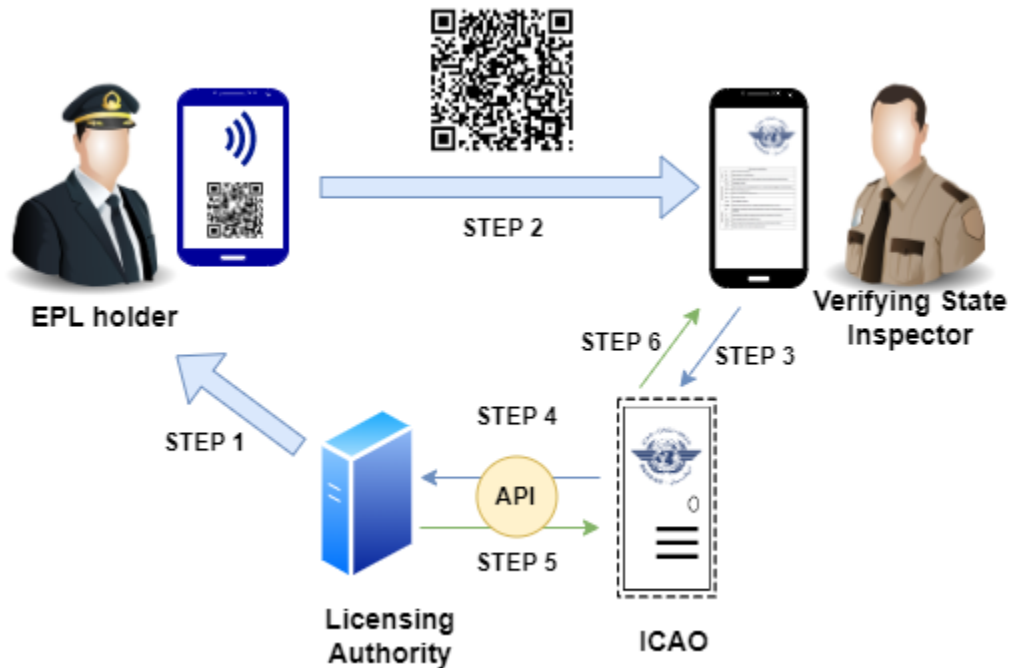 STEP 2
EPL holder
Verifying State
Inspector
STEP 6
STEP 3
STEP 1
STEP 4
API
STEP 5
Licensing
Authority
ICAO